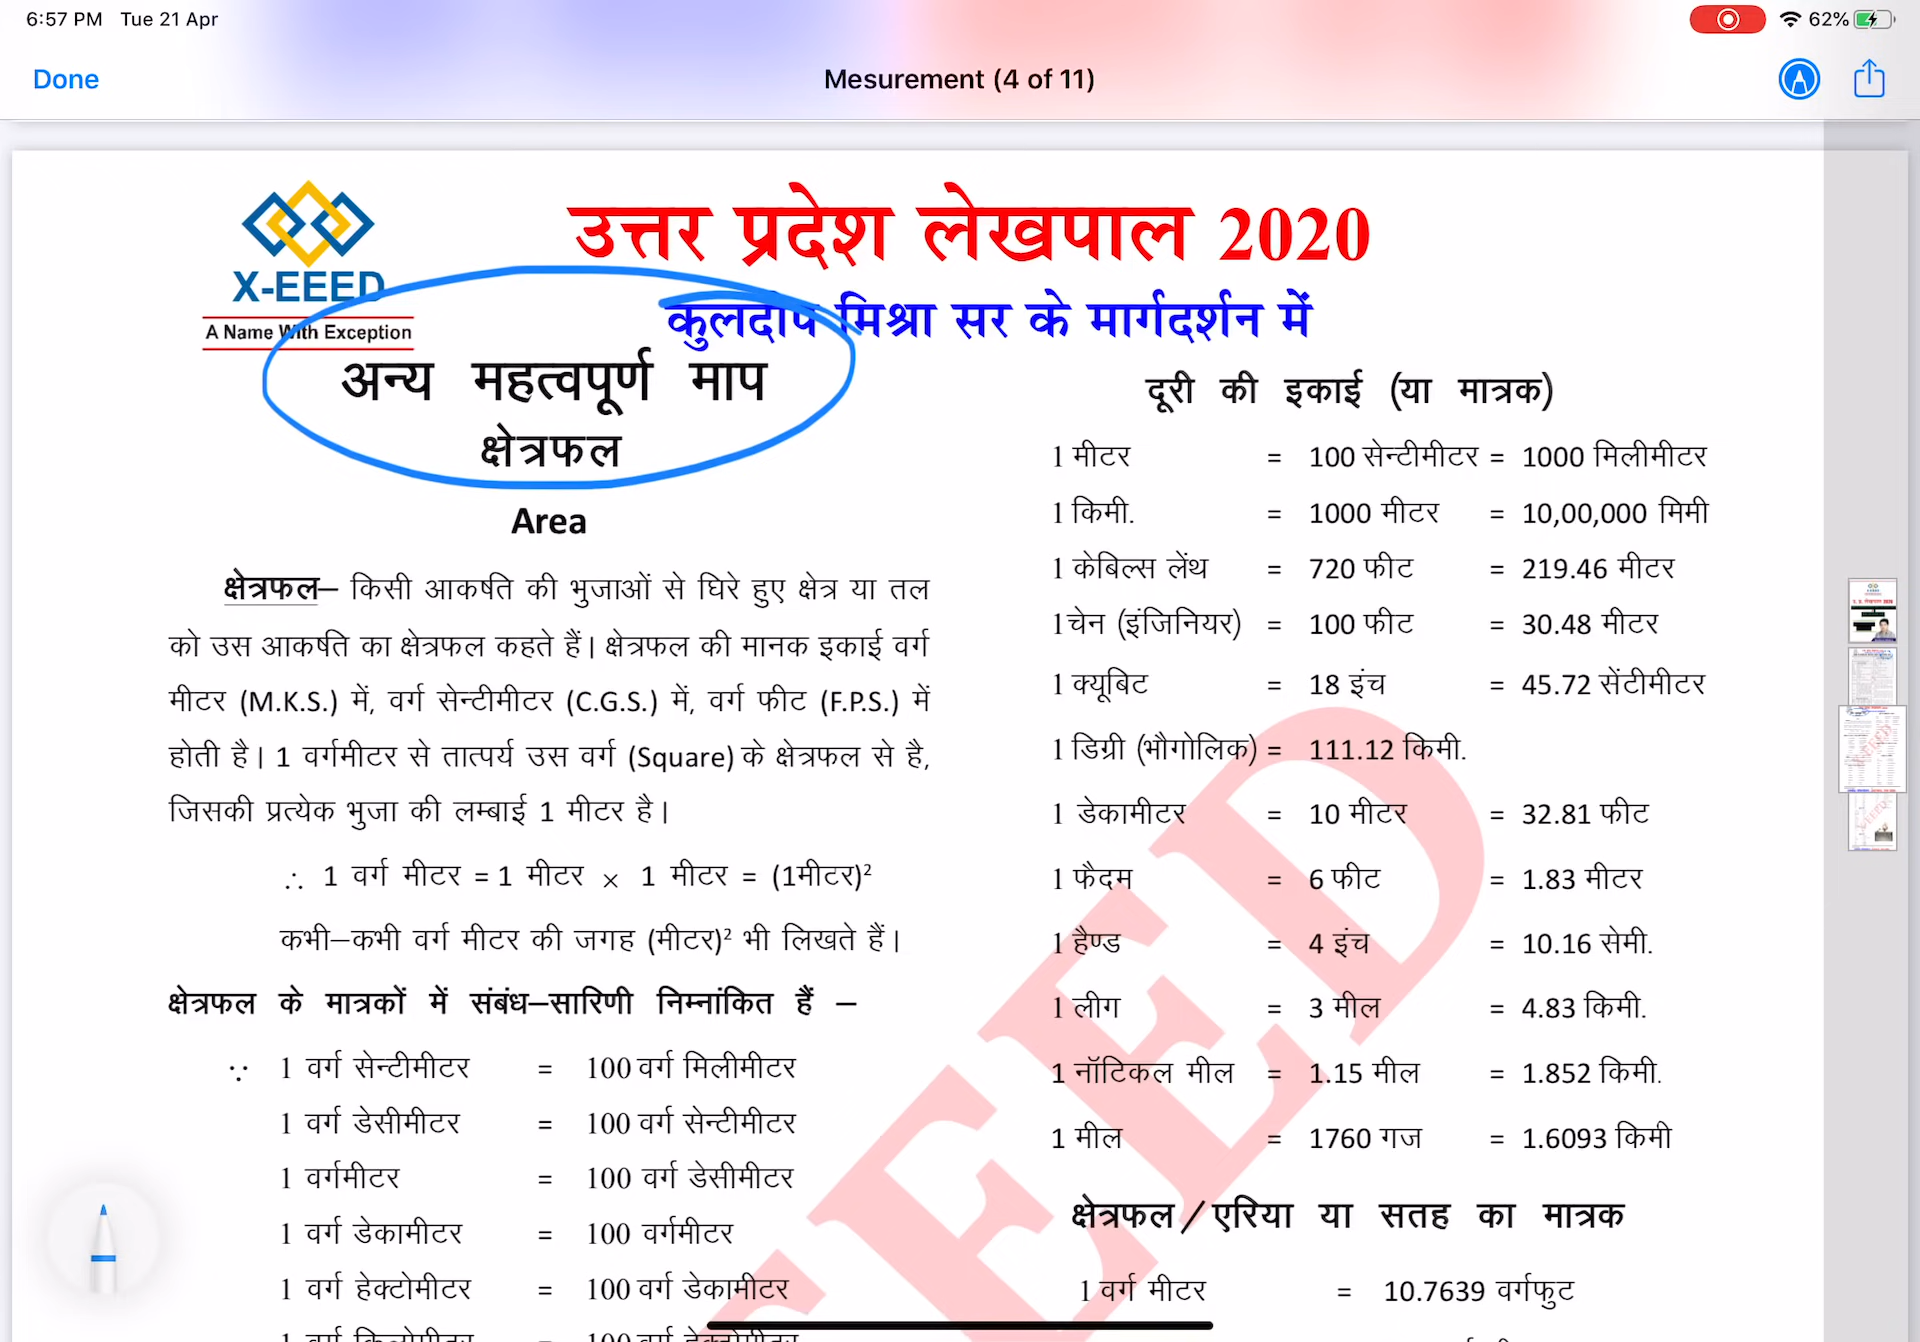 6:57 PM Tue 21 Apr
62%
Done
Mesurement (4 of 11)
X-EEED
A Name With Exception
उत्तर प्रदेश लेखपाल 2020
कुलदीप मिश्रा सर के मार्गदर्शन में
अन्य महत्वपूर्ण माप
क्षेत्रफल
Area
क्षेत्रफल– किसी आकषति की भुजाओं से घिरे हुए क्षेत्र या तल
को उस आकषति का क्षेत्रफल कहते हैं। क्षेत्रफल की मानक इकाई वर्ग
मीटर (M.K.S.) में, वर्ग सेन्टीमीटर (C.G.S.) में, वर्ग फीट (F.P.S.) में
होती है। 1 वर्गमीटर से तात्पर्य उस वर्ग (Square) के क्षेत्रफल से है,
जिसकी प्रत्येक भुजा की लम्बाई 1 मीटर है।
∴ 1 वर्ग मीटर = 1 मीटर × 1 मीटर = (1मीटर)²
कभी–कभी वर्ग मीटर की जगह (मीटर)² भी लिखते हैं।
क्षेत्रफल के मात्रकों में संबंध–सारिणी निम्नांकित हैं –
∵ 1 वर्ग सेन्टीमीटर = 100 वर्ग मिलीमीटर
1 वर्ग डेसीमीटर = 100 वर्ग सेन्टीमीटर
1 वर्गमीटर = 100 वर्ग डेसीमीटर
1 वर्ग डेकामीटर = 100 वर्गमीटर
1 वर्ग हेक्टोमीटर = 100 वर्ग डेकामीटर
दूरी की इकाई (या मात्रक)
1 मीटर = 100 सेन्टीमीटर = 1000 मिलीमीटर
1 किमी. = 1000 मीटर = 10,00,000 मिमी
1 केबिल्स लेंथ = 720 फीट = 219.46 मीटर
1चेन (इंजिनियर) = 100 फीट = 30.48 मीटर
1 क्यूबिट = 18 इंच = 45.72 सेंटीमीटर
1 डिग्री (भौगोलिक) = 111.12 किमी.
1 डेकामीटर = 10 मीटर = 32.81 फीट
1 फैदम = 6 फीट = 1.83 मीटर
1 हैण्ड = 4 इंच = 10.16 सेमी.
1 लीग = 3 मील = 4.83 किमी.
1 नॉटिकल मील = 1.15 मील = 1.852 किमी.
1 मील = 1760 गज = 1.6093 किमी
क्षेत्रफल / एरिया या सतह का मात्रक
1 वर्ग मीटर = 10.7639 वर्गफुट
EEED